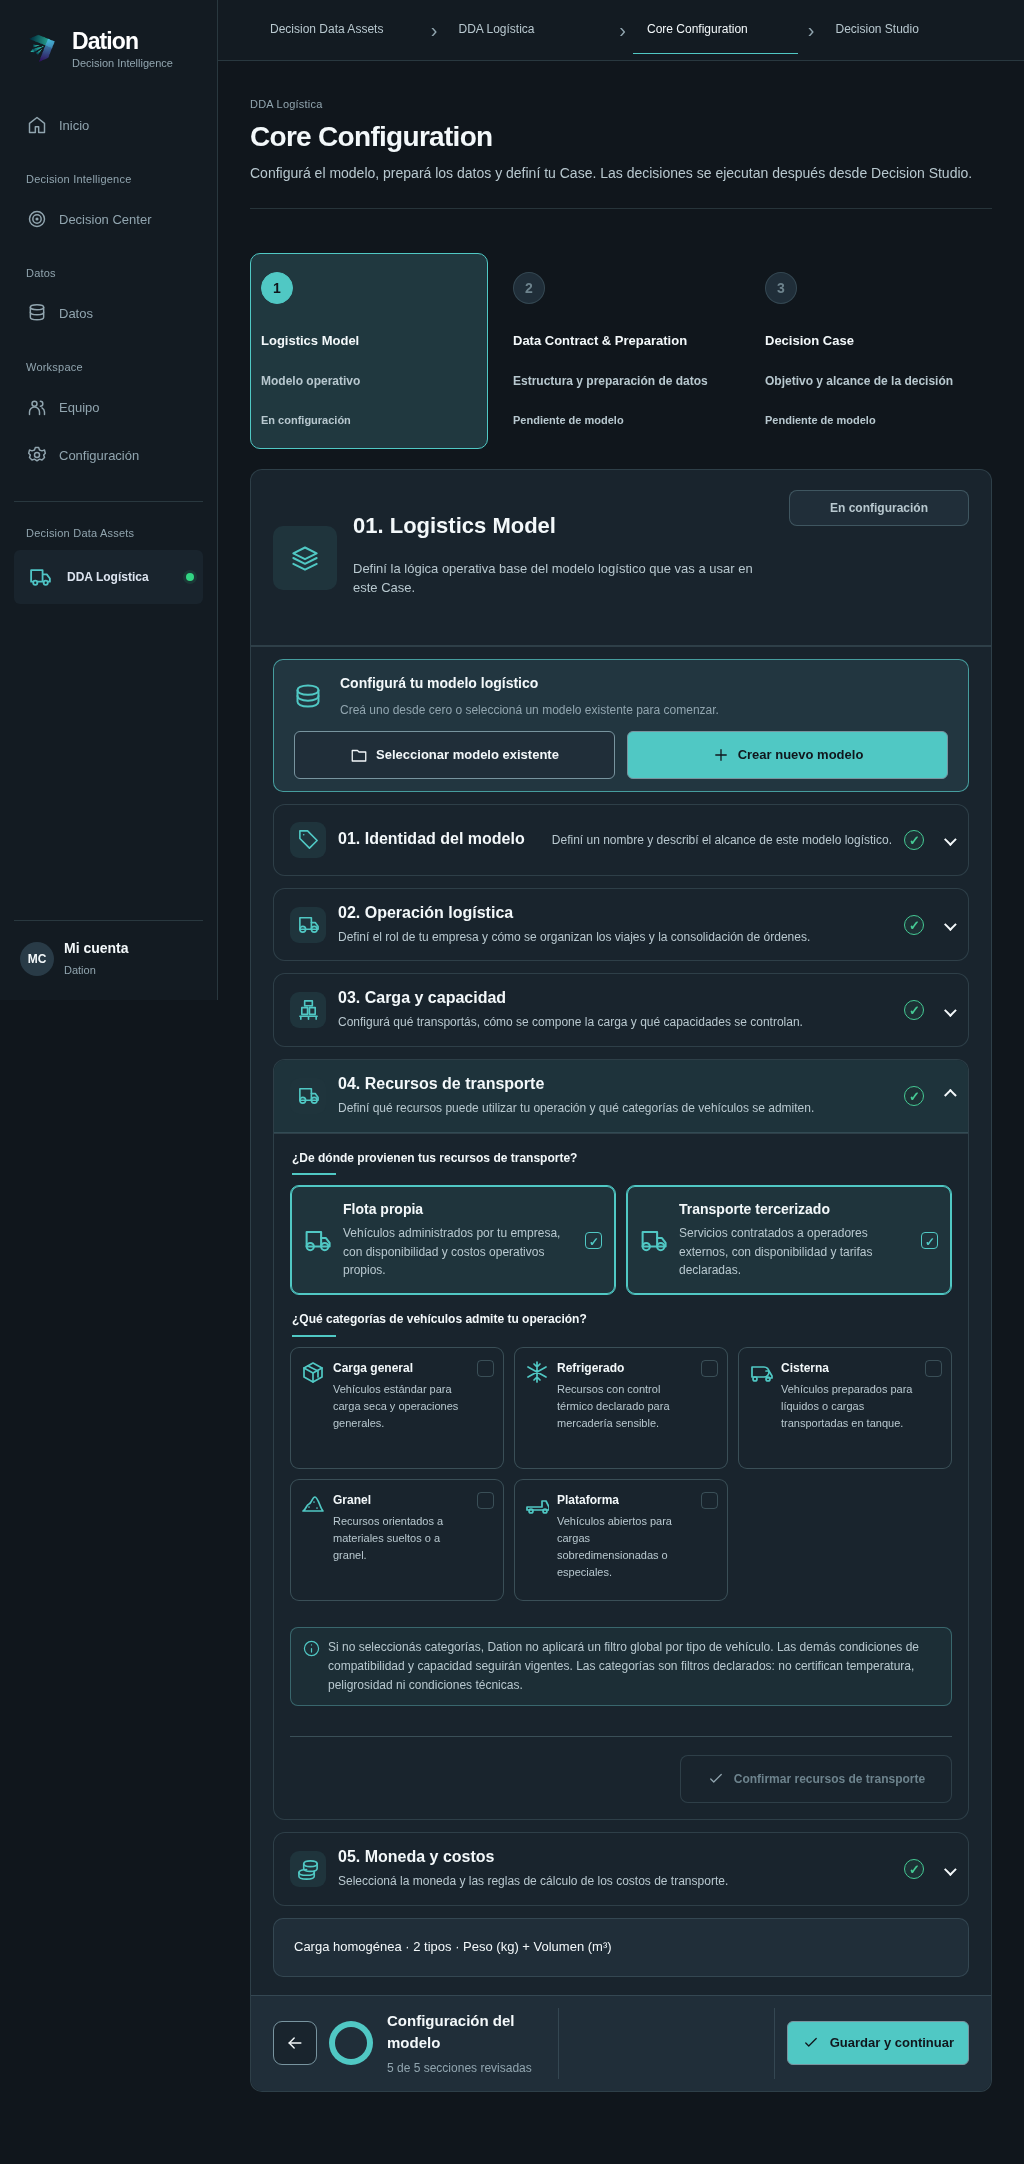 Dation
Decision Intelligence
Inicio
Decision Intelligence
Decision Center
Datos
Datos
Workspace
Equipo
Configuración
Decision Data Assets
DDA Logística
MC
Mi cuenta
Dation
Decision Data Assets
DDA Logística
Core Configuration
Decision Studio
DDA Logística
Core Configuration
Configurá el modelo, prepará los datos y definí tu Case. Las decisiones se ejecutan después desde Decision Studio.
1
Logistics Model
Modelo operativo
En configuración
2
Data Contract & Preparation
Estructura y preparación de datos
Pendiente de modelo
3
Decision Case
Objetivo y alcance de la decisión
Pendiente de modelo
En configuración
01. Logistics Model
Definí la lógica operativa base del modelo logístico que vas a usar en
este Case.
Configurá tu modelo logístico
Creá uno desde cero o seleccioná un modelo existente para comenzar.
Seleccionar modelo existente
Crear nuevo modelo
01. Identidad del modelo
Definí un nombre y describí el alcance de este modelo logístico.
02. Operación logística
Definí el rol de tu empresa y cómo se organizan los viajes y la consolidación de órdenes.
03. Carga y capacidad
Configurá qué transportás, cómo se compone la carga y qué capacidades se controlan.
04. Recursos de transporte
Definí qué recursos puede utilizar tu operación y qué categorías de vehículos se admiten.
¿De dónde provienen tus recursos de transporte?
Flota propia
Vehículos administrados por tu empresa,
con disponibilidad y costos operativos
propios.
Transporte tercerizado
Servicios contratados a operadores
externos, con disponibilidad y tarifas
declaradas.
¿Qué categorías de vehículos admite tu operación?
Carga general
Vehículos estándar para
carga seca y operaciones
generales.
Refrigerado
Recursos con control
térmico declarado para
mercadería sensible.
Cisterna
Vehículos preparados para
líquidos o cargas
transportadas en tanque.
Granel
Recursos orientados a
materiales sueltos o a
granel.
Plataforma
Vehículos abiertos para
cargas
sobredimensionadas o
especiales.
Si no seleccionás categorías, Dation no aplicará un filtro global por tipo de vehículo. Las demás condiciones de
compatibilidad y capacidad seguirán vigentes. Las categorías son filtros declarados: no certifican temperatura,
peligrosidad ni condiciones técnicas.
Confirmar recursos de transporte
05. Moneda y costos
Seleccioná la moneda y las reglas de cálculo de los costos de transporte.
Carga homogénea · 2 tipos · Peso (kg) + Volumen (m³)
Configuración del
modelo
5 de 5 secciones revisadas
Guardar y continuar